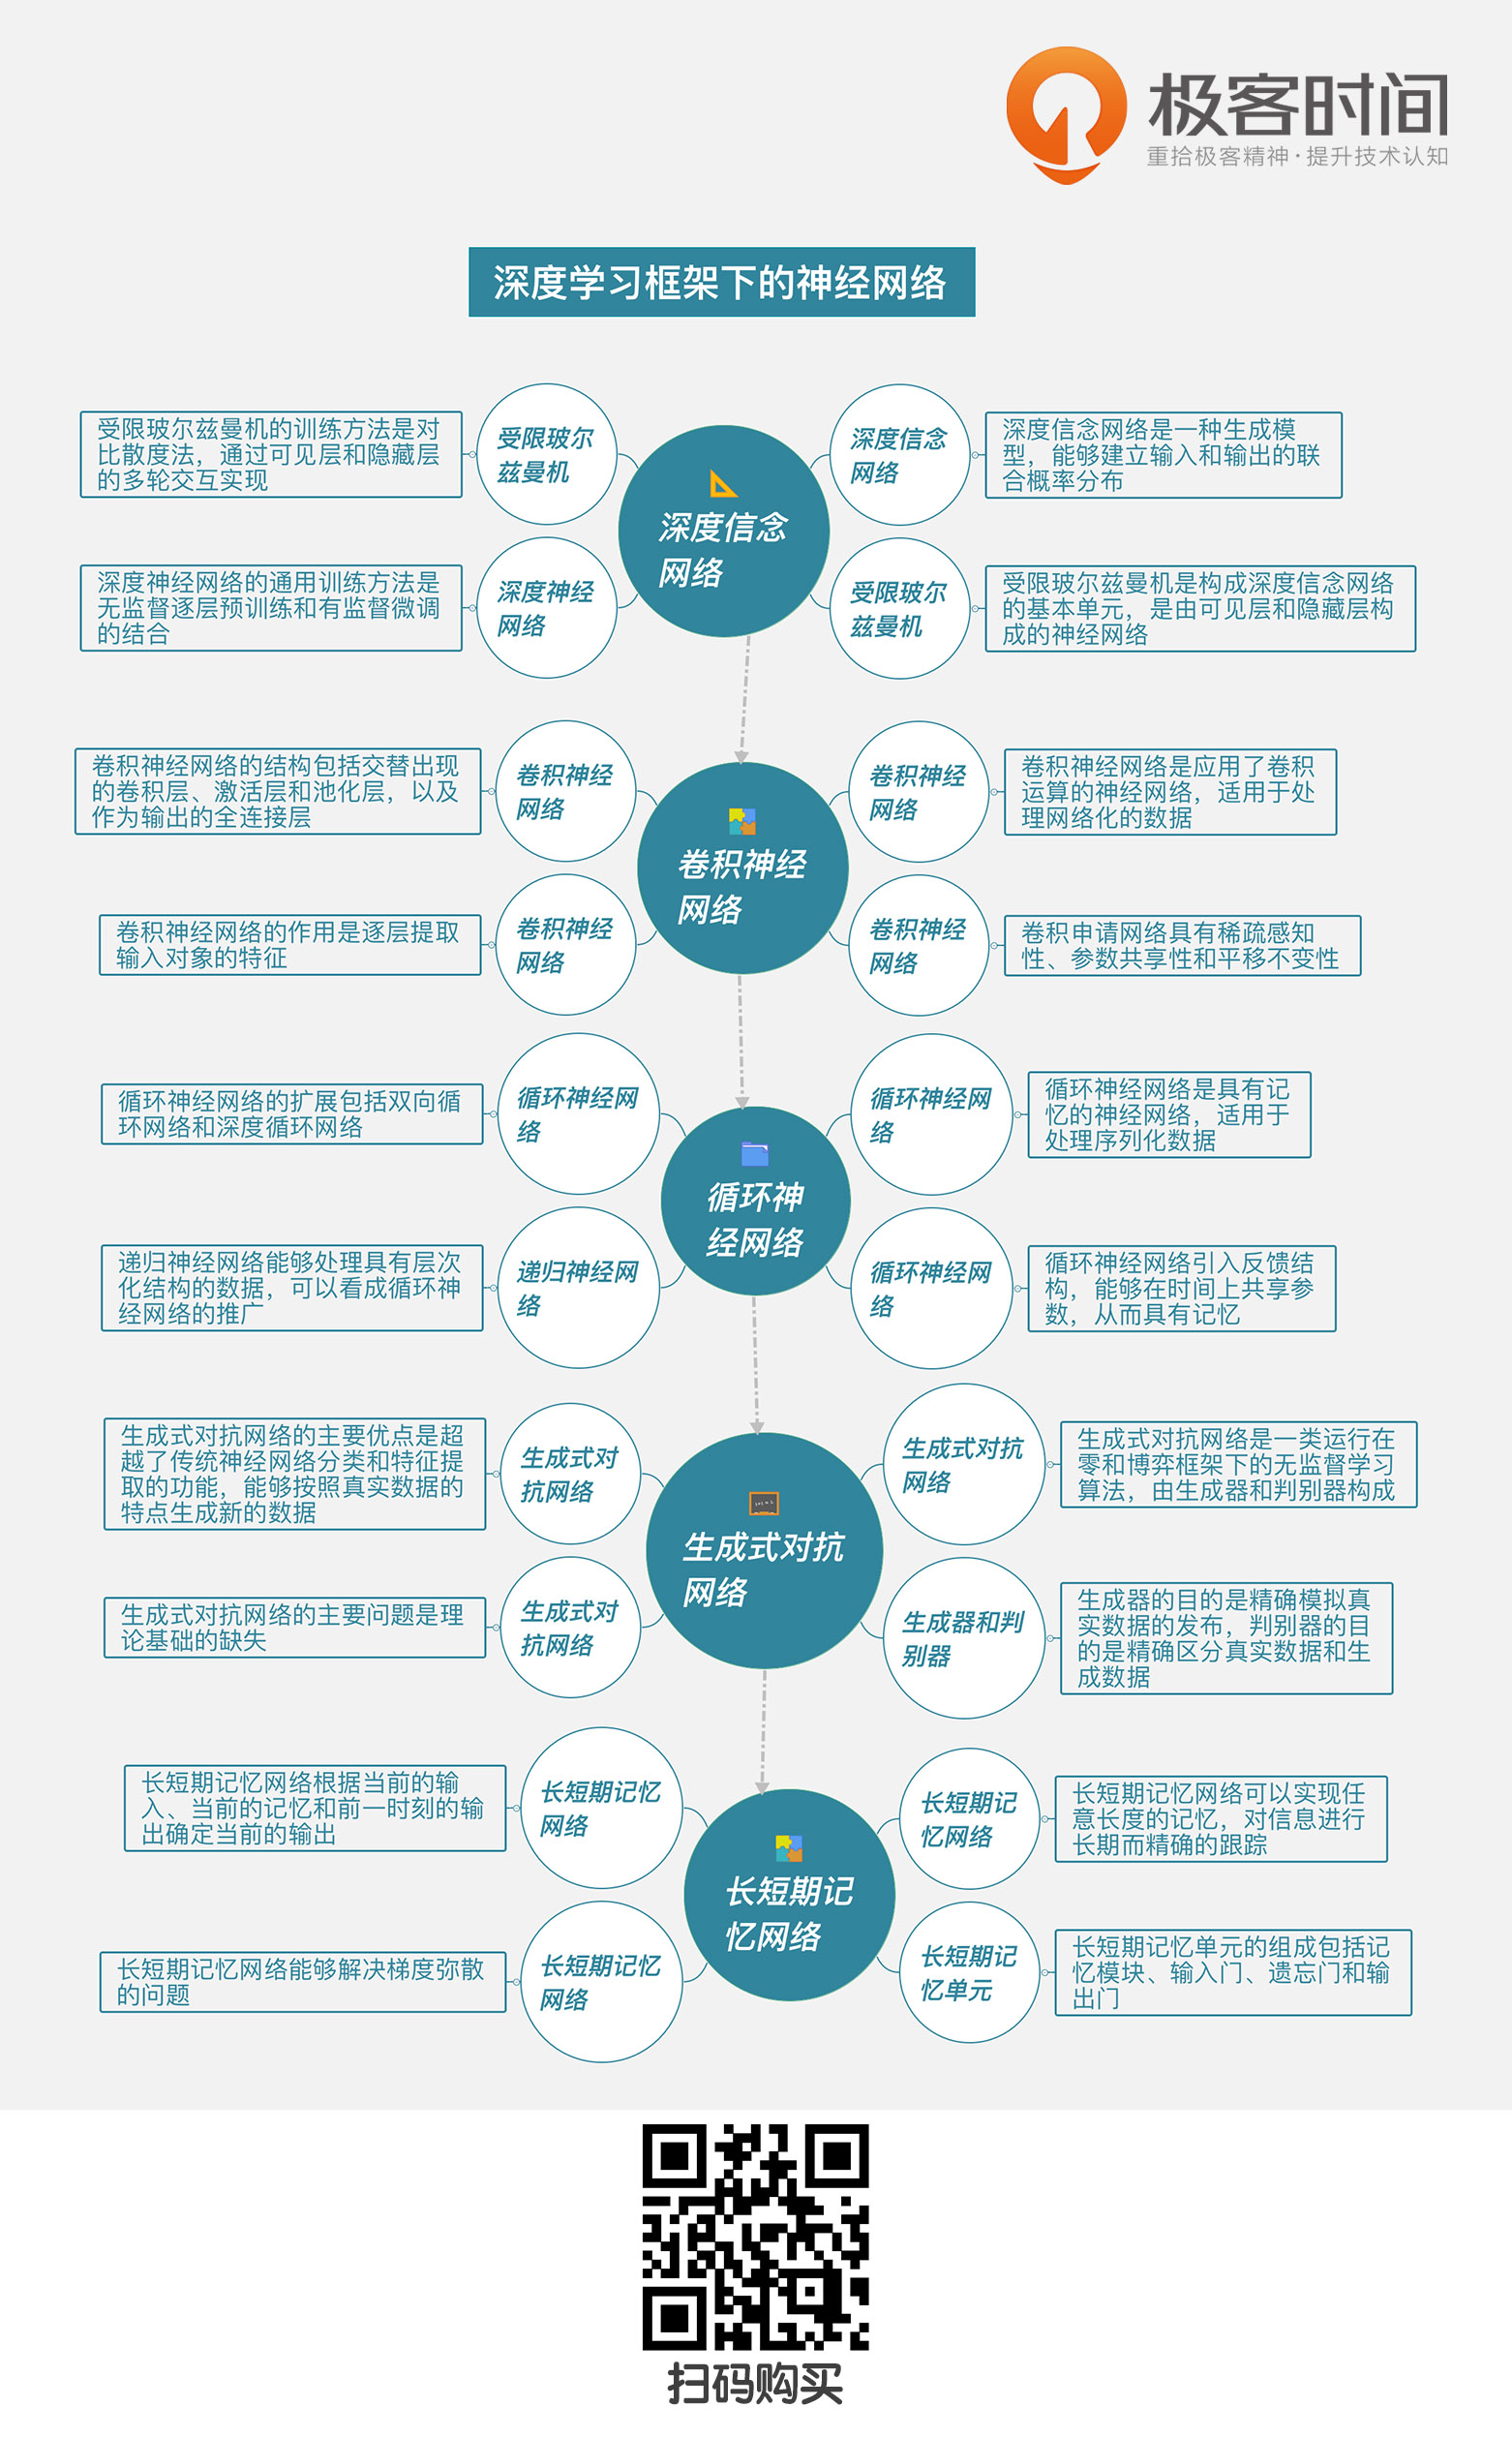 极客时间
重拾极客精神·提升技术认知
深度学习框架下的神经网络
受限玻尔兹曼机的训练方法是对
比散度法，通过可见层和隐藏层
的多轮交互实现
受限玻尔
兹曼机
深度信念
网络
深度信念网络是一种生成模
型，能够建立输入和输出的联
合概率分布
深度信念
网络
深度神经网络的通用训练方法是
无监督逐层预训练和有监督微调
的结合
深度神经
网络
受限玻尔
兹曼机
受限玻尔兹曼机是构成深度信念网络
的基本单元，是由可见层和隐藏层构
成的神经网络
卷积神经网络的结构包括交替出现
的卷积层、激活层和池化层，以及
作为输出的全连接层
卷积神经
网络
卷积神经
网络
卷积神经网络是应用了卷积
运算的神经网络，适用于处
理网络化的数据
卷积神经
网络
卷积神经网络的作用是逐层提取
输入对象的特征
卷积神经
网络
卷积神经
网络
卷积申请网络具有稀疏感知
性、参数共享性和平移不变性
循环神经网络的扩展包括双向循
环网络和深度循环网络
循环神经网
络
循环神经网
络
循环神经网络是具有记
忆的神经网络，适用于
处理序列化数据
循环神
经网络
递归神经网络能够处理具有层次
化结构的数据，可以看成循环神
经网络的推广
递归神经网
络
循环神经网
络
循环神经网络引入反馈结
构，能够在时间上共享参
数，从而具有记忆
生成式对抗网络的主要优点是超
越了传统神经网络分类和特征提
取的功能，能够按照真实数据的
特点生成新的数据
生成式对
抗网络
生成式对抗
网络
生成式对抗网络是一类运行在
零和博弈框架下的无监督学习
算法，由生成器和判别器构成
生成式对抗
网络
生成式对抗网络的主要问题是理
论基础的缺失
生成式对
抗网络
生成器和判
别器
生成器的目的是精确模拟真
实数据的发布，判别器的目
的是精确区分真实数据和生
成数据
长短期记忆网络根据当前的输
入、当前的记忆和前一时刻的输
出确定当前的输出
长短期记忆
网络
长短期记
忆网络
长短期记忆网络可以实现任
意长度的记忆，对信息进行
长期而精确的跟踪
长短期记
忆网络
长短期记忆网络能够解决梯度弥散
的问题
长短期记忆
网络
长短期记
忆单元
长短期记忆单元的组成包括记
忆模块、输入门、遗忘门和输
出门
扫码购买